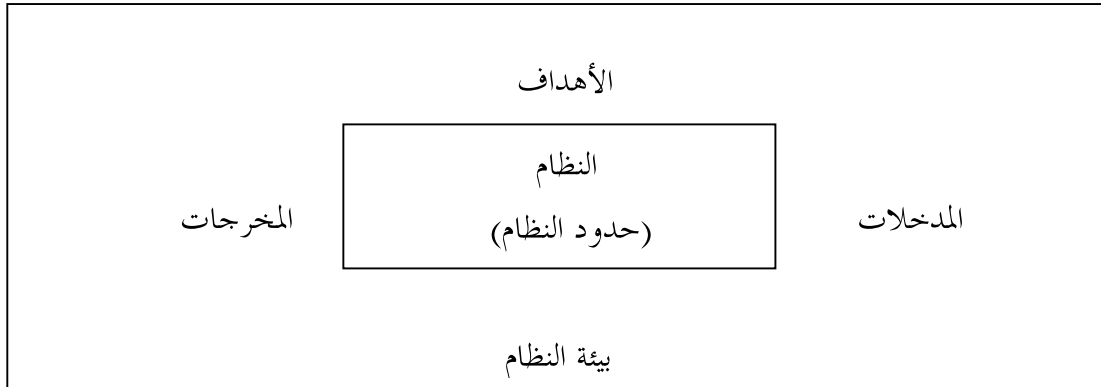 الأهداف
النظام
المدخلات
(حدود النظام)
المخرجات
بيئة النظام